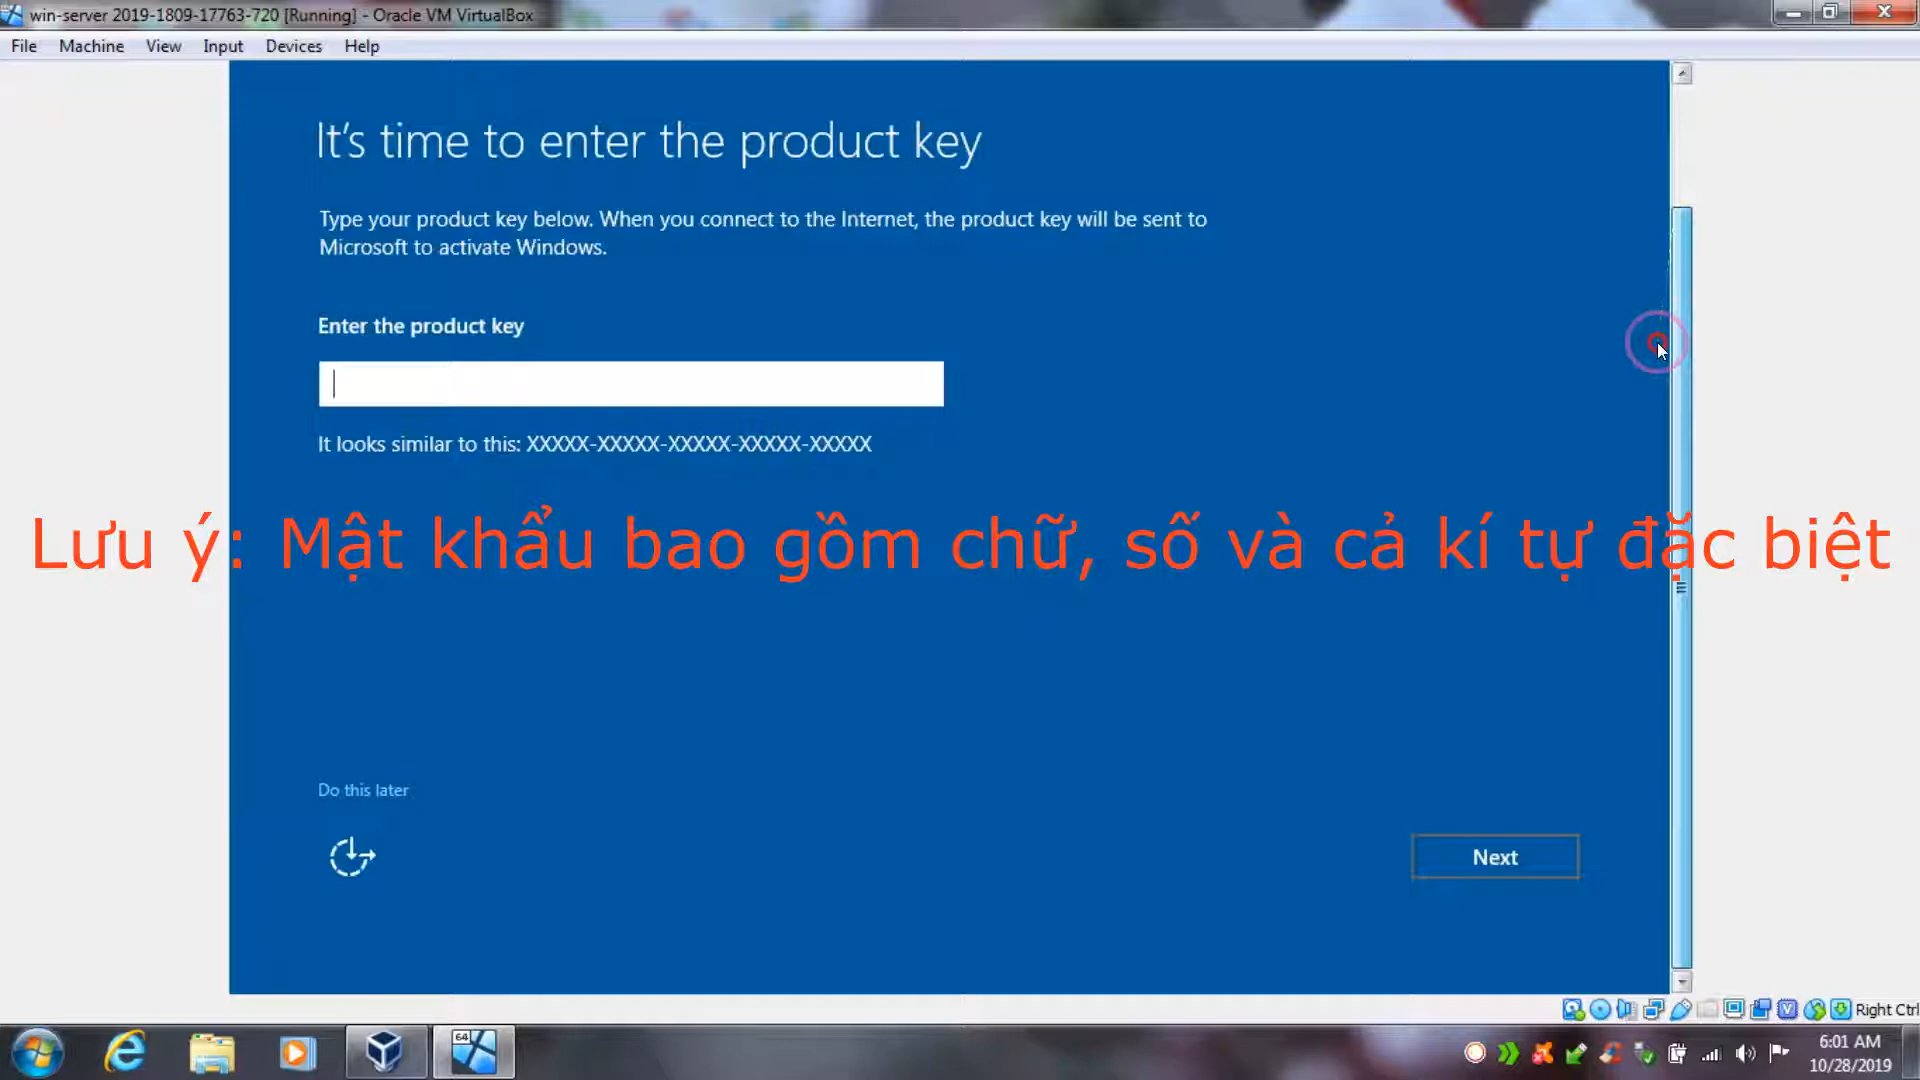 win-server 2019-1809-17763-720 [Running] - Oracle VM VirtualBox
File Machine View Input Devices Help
It's time to enter the product key
Type your product key below. When you connect to the Internet, the product key will be sent to
Microsoft to activate Windows.
Enter the product key
It looks similar to this: XXXXX-XXXXX-XXXXX-XXXXX-XXXXX
Lưu ý: Mật khẩu bao gồm chữ, số và cả kí tự đặc biệt
Do this later
Next
Right Ctrl
64
6:01 AM
10/28/2019